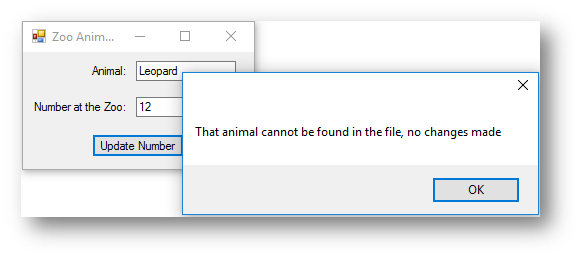 Zoo Anim...
Animal: Leopard
Number at the Zoo: 12
Update Number
That animal cannot be found in the file, no changes made
OK